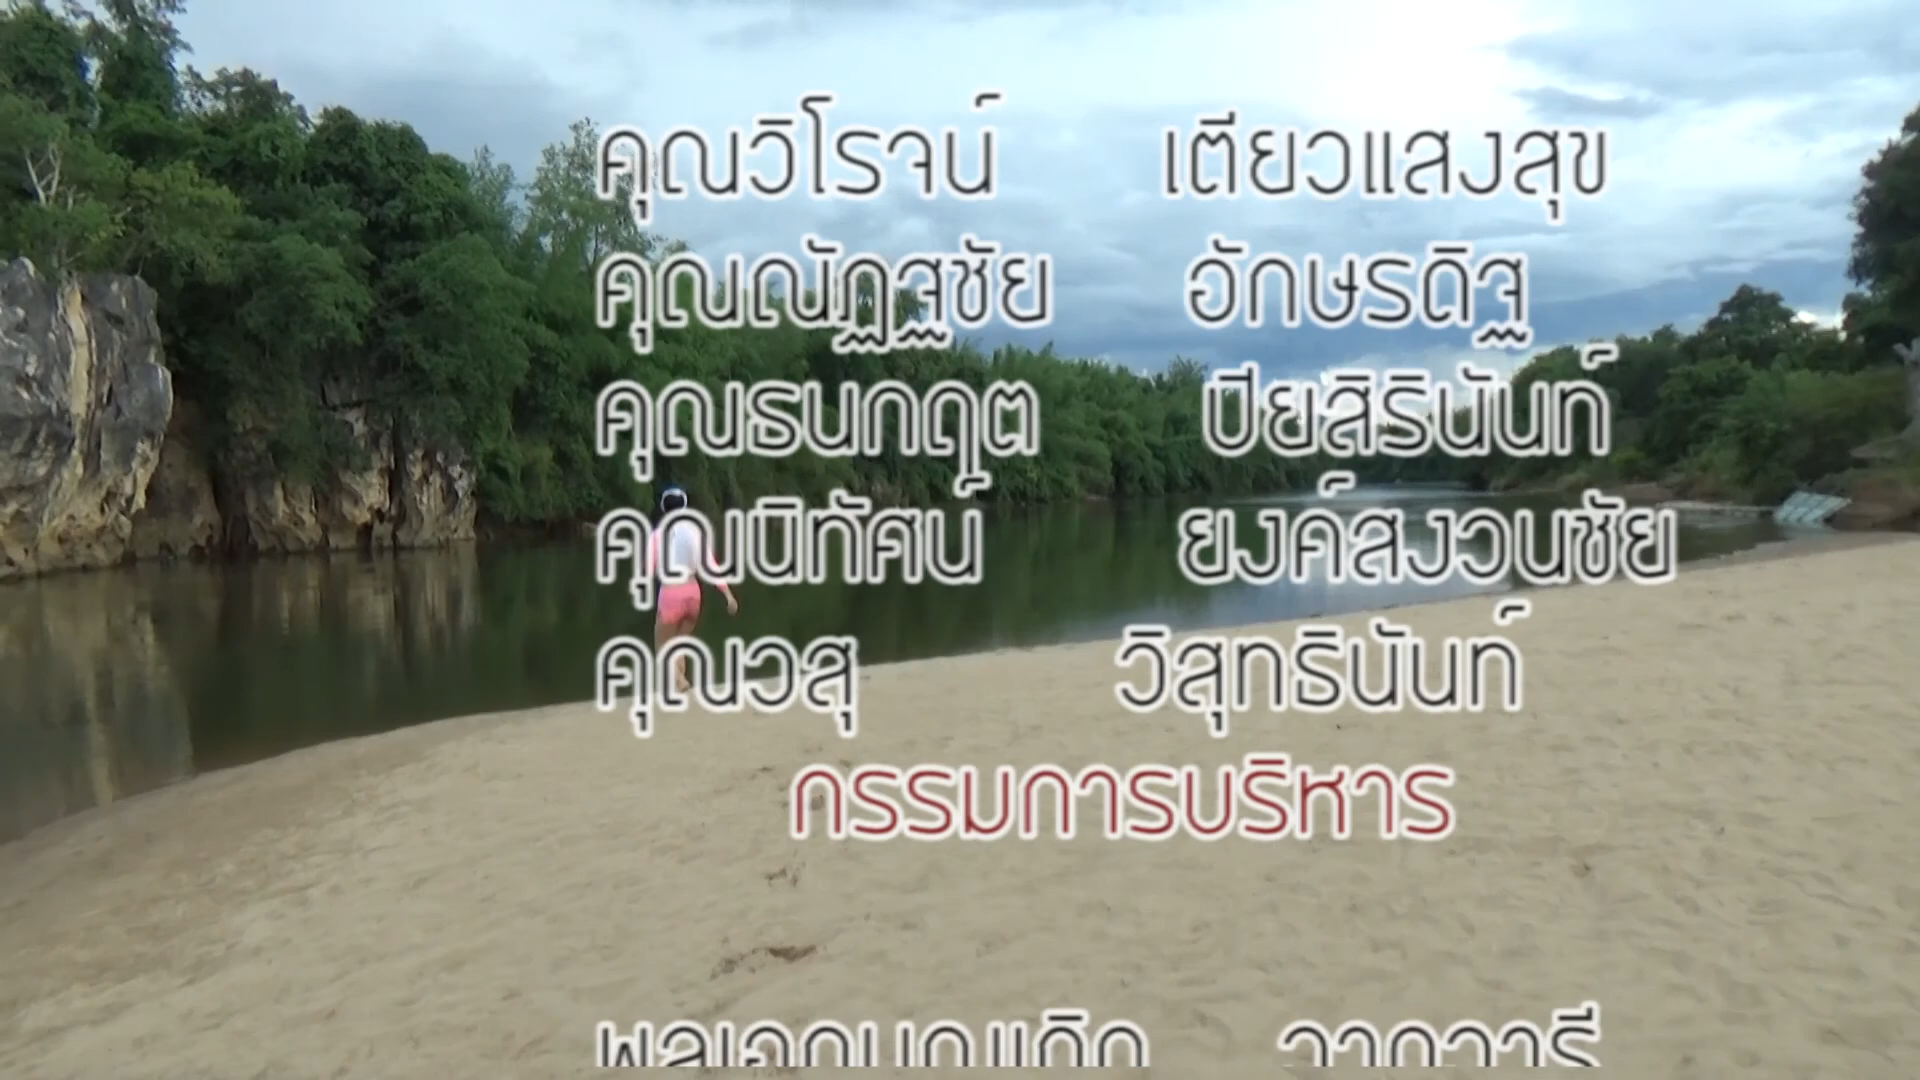 คุณวิโรจน์ เตียวแสงสุข
คุณณัฏฐชัย อักษรดิฐ
คุณธนกฤต ปิยสิรินันท์
คุณนิทัศน์ ยงค์สงวนชัย
คุณวสุ วิสุทธินันท์
กรรมการบริหาร